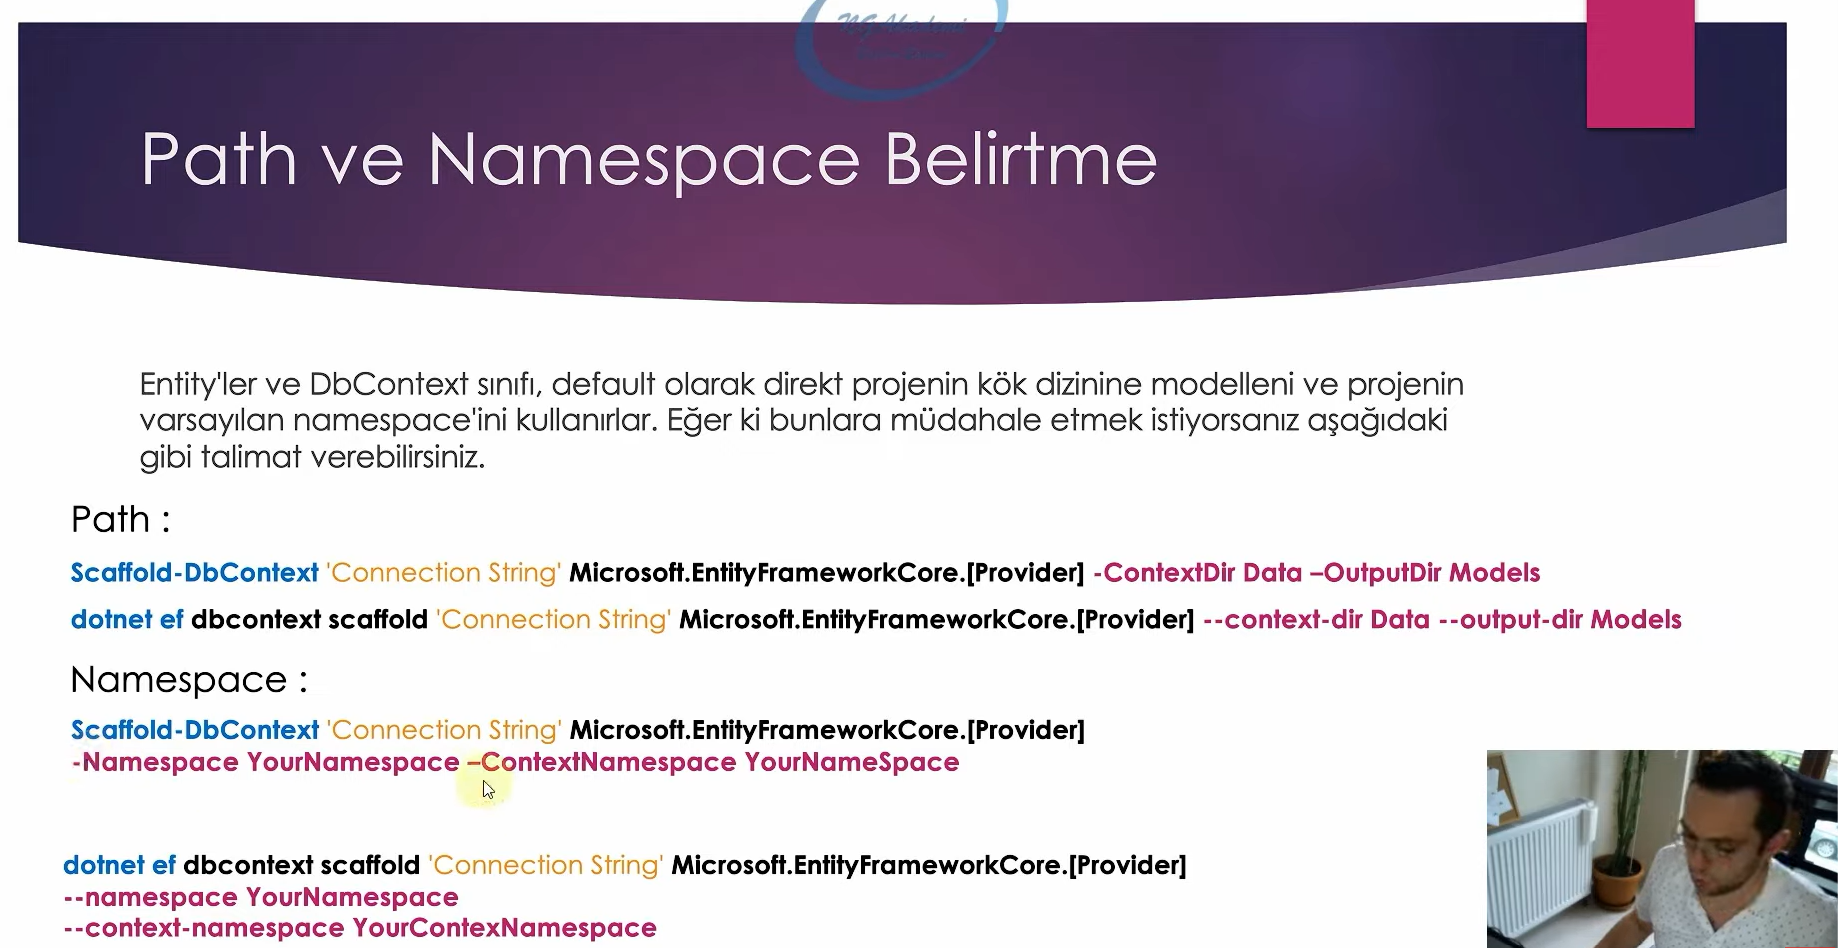 NG Akademi
Path ve Namespace Belirtme
Entity'ler ve DbContext sınıfı, default olarak direkt projenin kök dizinine modelleni ve projenin
varsayılan namespace'ini kullanırlar. Eğer ki bunlara müdahale etmek istiyorsanız aşağıdaki
gibi talimat verebilirsiniz.
Path :
Scaffold-DbContext 'Connection String' Microsoft.EntityFrameworkCore.[Provider] -ContextDir Data –OutputDir Models
dotnet ef dbcontext scaffold 'Connection String' Microsoft.EntityFrameworkCore.[Provider] --context-dir Data --output-dir Models
Namespace :
Scaffold-DbContext 'Connection String' Microsoft.EntityFrameworkCore.[Provider]
-Namespace YourNamespace –ContextNamespace YourNameSpace
dotnet ef dbcontext scaffold 'Connection String' Microsoft.EntityFrameworkCore.[Provider]
--namespace YourNamespace
--context-namespace YourContexNamespace